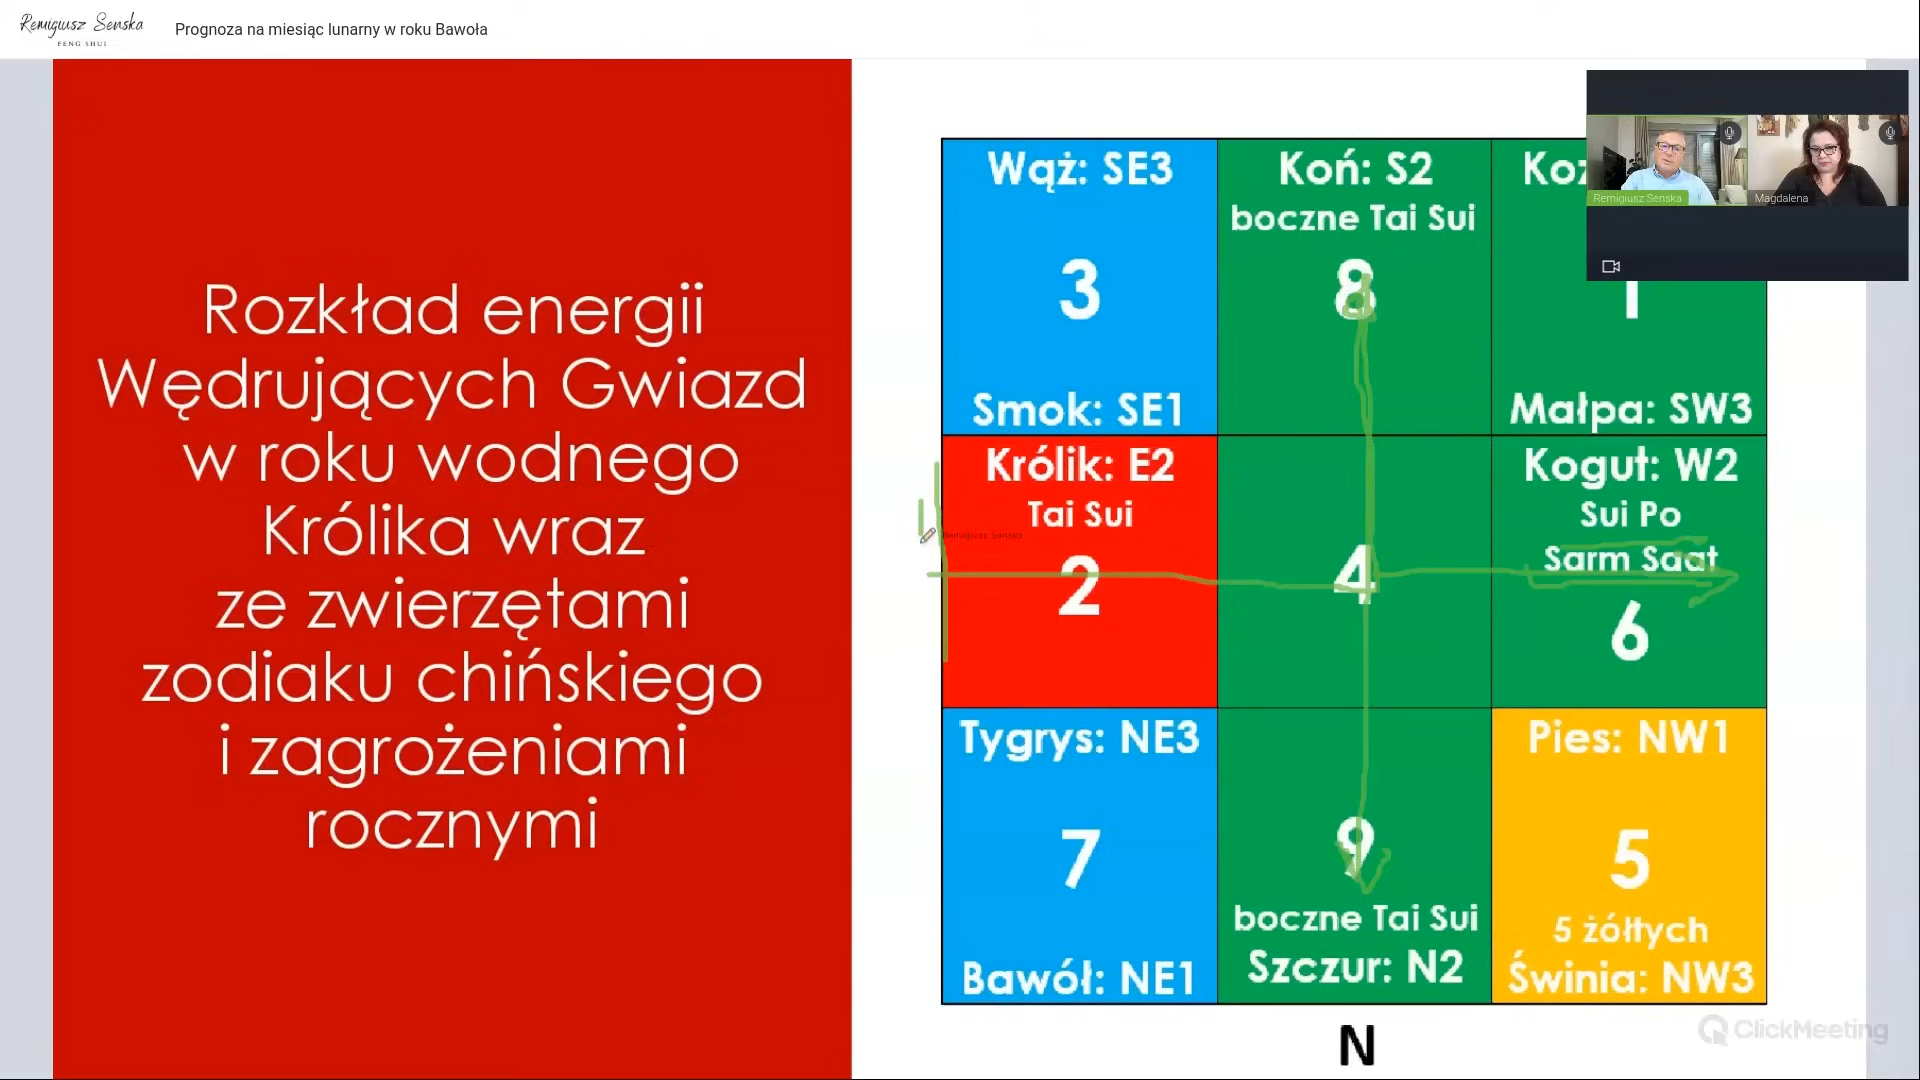 Remigiusz Senska
FENG SHUI
Prognoza na miesiąc lunarny w roku Bawoła
Rozkład energii
Wędrujących Gwiazd
w roku wodnego
Królika wraz
ze zwierzętami
zodiaku chińskiego
i zagrożeniami
rocznymi
Wąż: SE3
3
Smok: SE1
Koń: S2
boczne Tai Sui
8
1
Małpa: SW3
Królik: E2
Tai Sui
Remigiusz Senska
2
4
Kogut: W2
Sui Po
Sarm Saat
6
Tygrys: NE3
7
Bawół: NE1
9
boczne Tai Sui
Szczur: N2
Pies: NW1
5
5 żółtych
Świnia: NW3
N
Remigiusz Senska
Magdalena
ClickMeeting